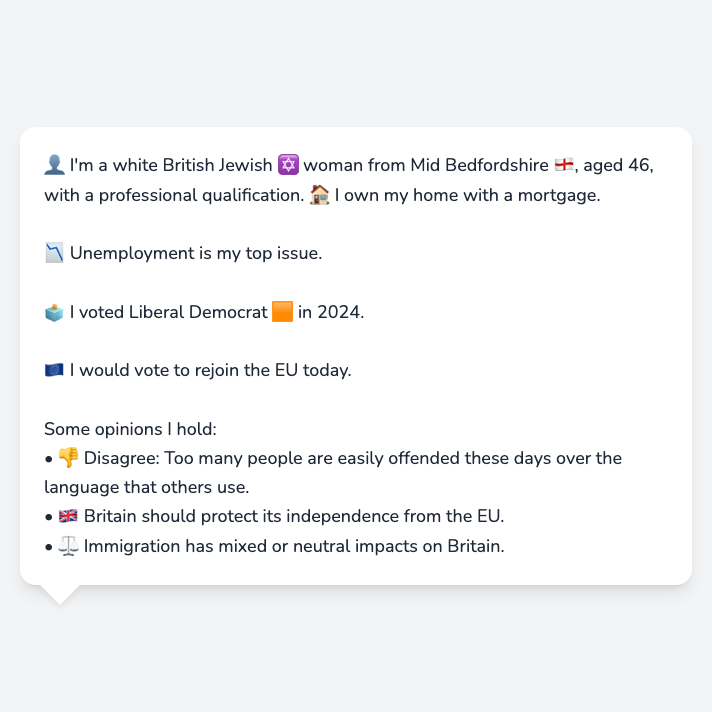 👤 I'm a white British Jewish ✡️ woman from Mid Bedfordshire 🏴󠁧󠁢󠁥󠁮󠁧󠁿, aged 46,
with a professional qualification. 🏠 I own my home with a mortgage.
📉 Unemployment is my top issue.
🗳️ I voted Liberal Democrat 🟧 in 2024.
🇪🇺 I would vote to rejoin the EU today.
Some opinions I hold:
• 👎 Disagree: Too many people are easily offended these days over the
language that others use.
• 🇬🇧 Britain should protect its independence from the EU.
• ⚖️ Immigration has mixed or neutral impacts on Britain.